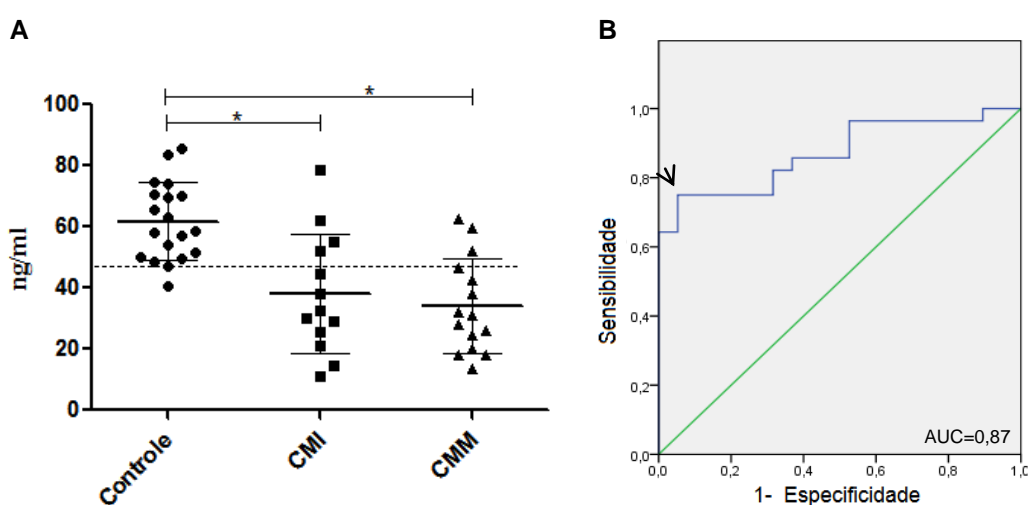 A
*
*
100
80
60
40
20
0
ng/ml
Controle
CMI
CMM
B
1,0
0,8
0,6
0,4
0,2
0,0
Sensibilidade
AUC=0,87
0,0 0,2 0,4 0,6 0,8 1,0
1- Especificidade